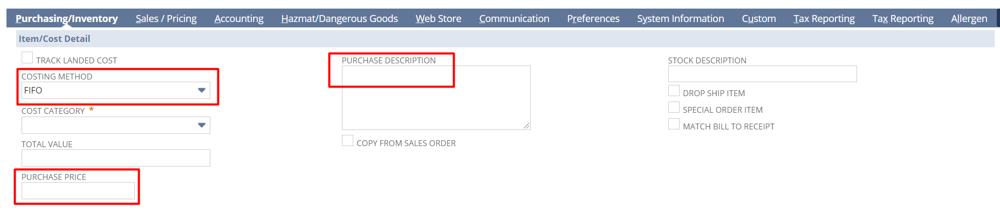 Purchasing/Inventory Sales / Pricing Accounting Hazmat/Dangerous Goods Web Store Communication Preferences System Information Custom Tax Reporting Tax Reporting Allergen
Item/Cost Detail
TRACK LANDED COST
COSTING METHOD
FIFO
COST CATEGORY *
TOTAL VALUE
PURCHASE PRICE
PURCHASE DESCRIPTION
COPY FROM SALES ORDER
STOCK DESCRIPTION
DROP SHIP ITEM
SPECIAL ORDER ITEM
MATCH BILL TO RECEIPT